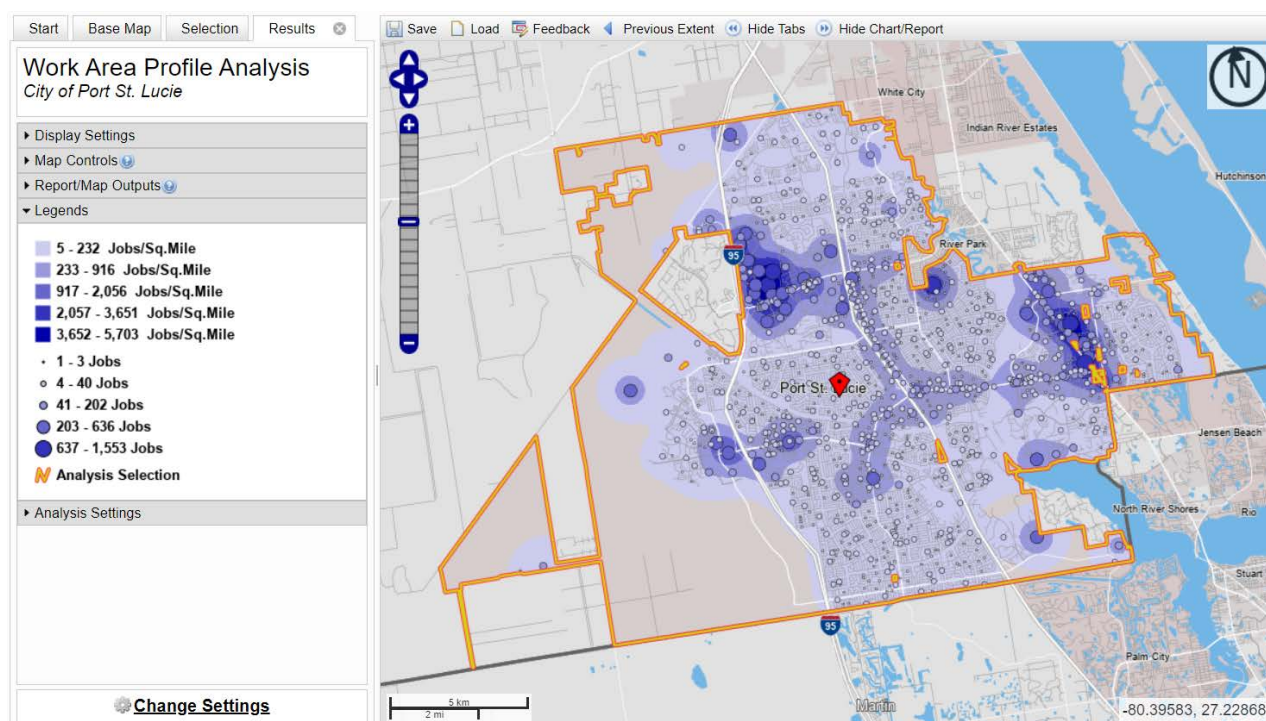 Start Base Map Selection Results
Save Load Feedback Previous Extent Hide Tabs Hide Chart/Report
Work Area Profile Analysis
City of Port St. Lucie
Display Settings
Map Controls
Report/Map Outputs
Legends
5 - 232 Jobs/Sq.Mile
233 - 916 Jobs/Sq.Mile
917 - 2,056 Jobs/Sq.Mile
2,057 - 3,651 Jobs/Sq.Mile
3,652 - 5,703 Jobs/Sq.Mile
1 - 3 Jobs
4 - 40 Jobs
41 - 202 Jobs
203 - 636 Jobs
637 - 1,553 Jobs
Analysis Selection
Analysis Settings
Change Settings
N
White City
Indian River Estates
Hutchinson
River Park
95
Port St. Lucie
Jensen Beach
North River Shores
Rio
Stuart
95
Palm City
Martin
5 km
2 mi
-80.39583, 27.22868